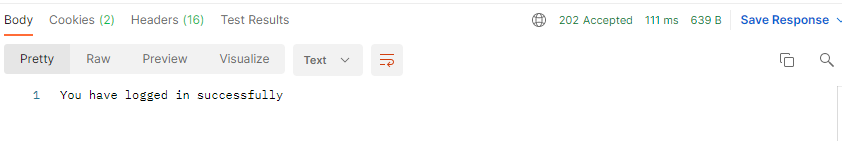 Body Cookies (2) Headers (16) Test Results 202 Accepted 111 ms 639 B Save Response
Pretty Raw Preview Visualize Text
1 You have logged in successfully